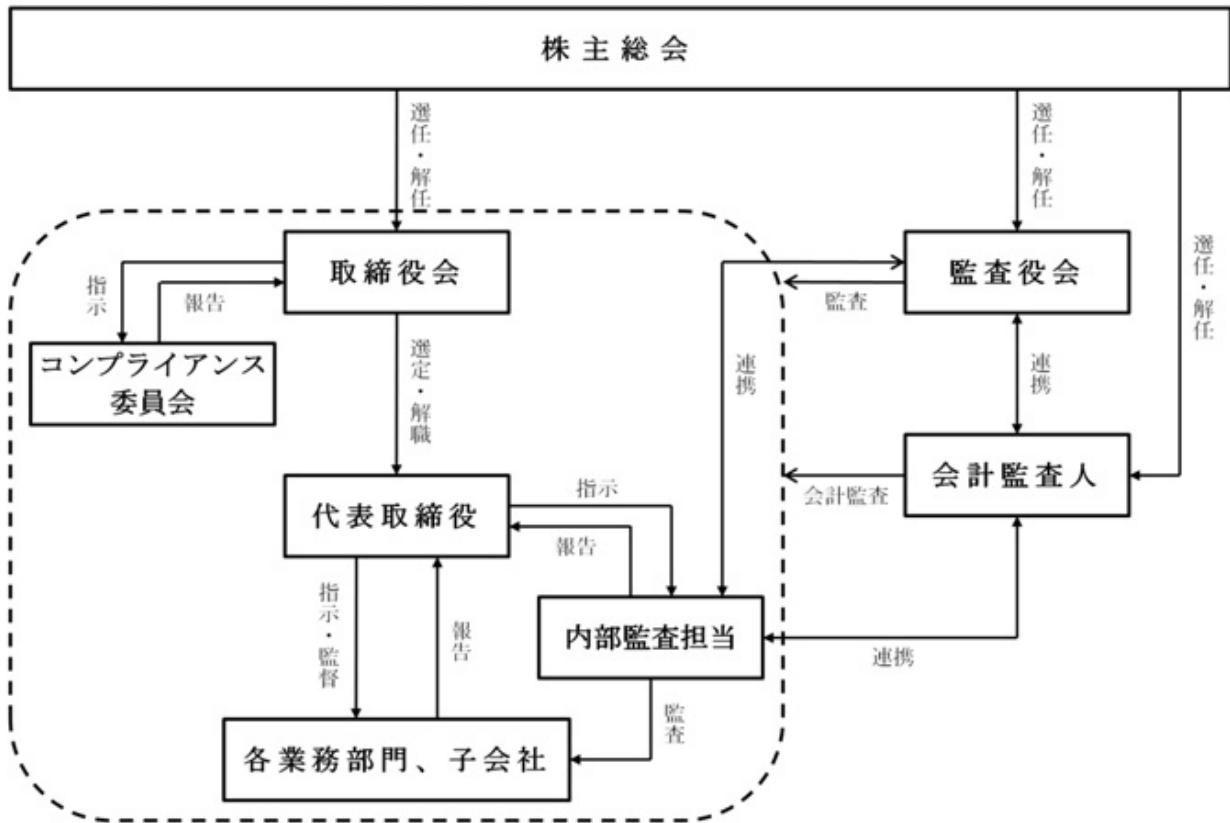 株主総会
選任・解任
選任・解任
選任・解任
取締役会
監査役会
指示
報告
監査
コンプライアンス
委員会
選定・解職
連携
連携
代表取締役
指示
報告
会計監査
会計監査人
指示・監督
報告
内部監査担当
連携
監査
各業務部門、子会社